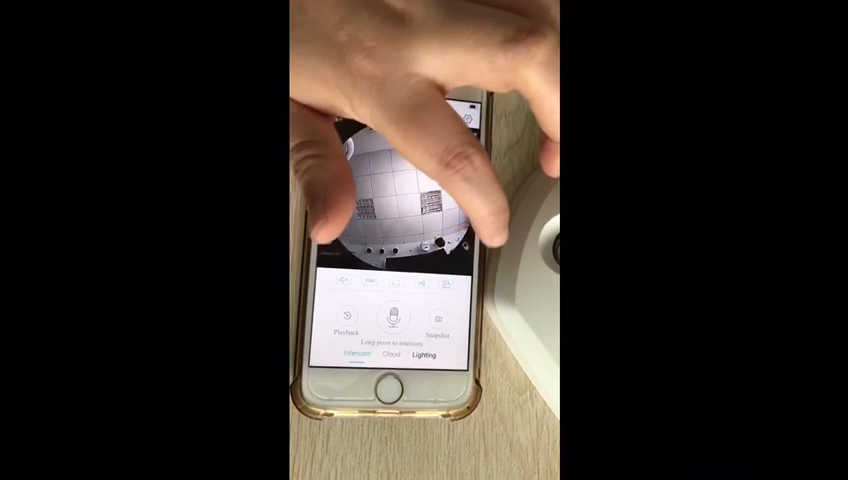 Playback
Snapshot
Long press to intercom
Intercom Cloud Lighting